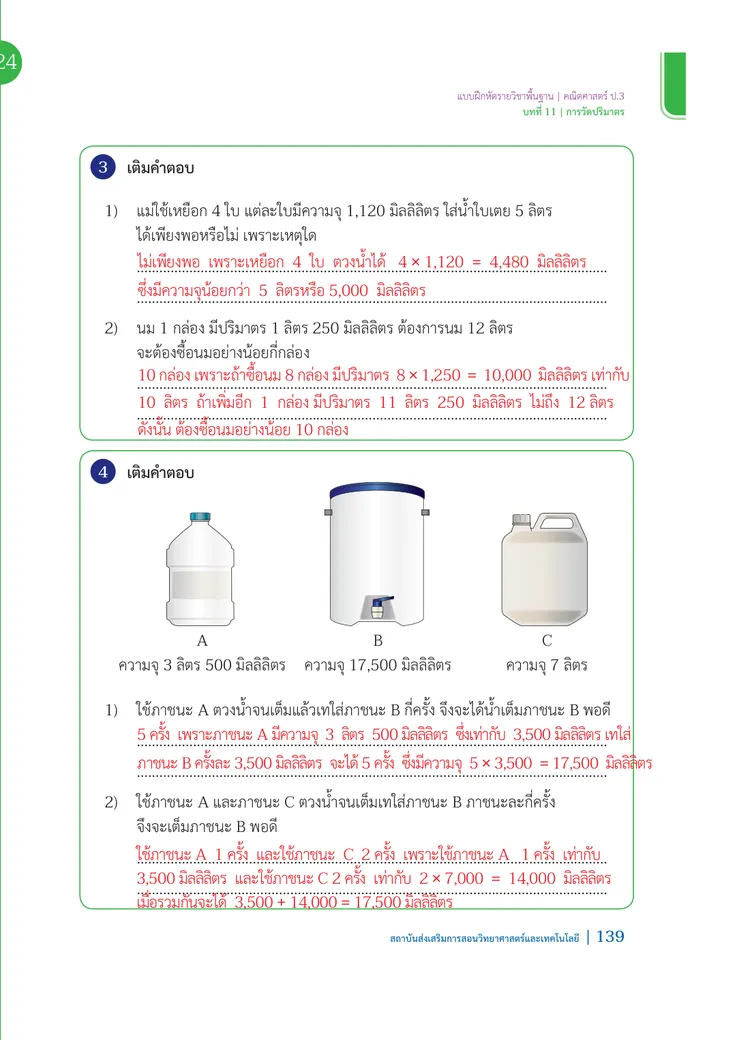 24
แบบฝึกหัดรายวิชาพื้นฐาน | คณิตศาสตร์ ป.3
บทที่ 11 | การวัดปริมาตร
3 เติมคำตอบ
1) แม่ใช้เหยือก 4 ใบ แต่ละใบมีความจุ 1,120 มิลลิลิตร ใส่น้ำใบเตย 5 ลิตร
ได้เพียงพอหรือไม่ เพราะเหตุใด
ไม่เพียงพอ เพราะเหยือก 4 ใบ ตวงน้ำได้ 4 × 1,120 = 4,480 มิลลิลิตร
ซึ่งมีความจุน้อยกว่า 5 ลิตรหรือ 5,000 มิลลิลิตร
2) นม 1 กล่อง มีปริมาตร 1 ลิตร 250 มิลลิลิตร ต้องการนม 12 ลิตร
จะต้องซื้อนมอย่างน้อยกี่กล่อง
10 กล่อง เพราะถ้าซื้อนม 8 กล่อง มีปริมาตร 8 × 1,250 = 10,000 มิลลิลิตร เท่ากับ
10 ลิตร ถ้าเพิ่มอีก 1 กล่อง มีปริมาตร 11 ลิตร 250 มิลลิลิตร ไม่ถึง 12 ลิตร
ดังนั้น ต้องซื้อนมอย่างน้อย 10 กล่อง
4 เติมคำตอบ
A B C
ความจุ 3 ลิตร 500 มิลลิลิตร ความจุ 17,500 มิลลิลิตร ความจุ 7 ลิตร
1) ใช้ภาชนะ A ตวงน้ำจนเต็มแล้วเทใส่ภาชนะ B กี่ครั้ง จึงจะได้น้ำเต็มภาชนะ B พอดี
5 ครั้ง เพราะภาชนะ A มีความจุ 3 ลิตร 500 มิลลิลิตร ซึ่งเท่ากับ 3,500 มิลลิลิตร เทใส่
ภาชนะ B ครั้งละ 3,500 มิลลิลิตร จะได้ 5 ครั้ง ซึ่งมีความจุ 5 × 3,500 = 17,500 มิลลิลิตร
2) ใช้ภาชนะ A และภาชนะ C ตวงน้ำจนเต็มเทใส่ภาชนะ B ภาชนะละกี่ครั้ง
จึงจะเต็มภาชนะ B พอดี
ใช้ภาชนะ A 1 ครั้ง และใช้ภาชนะ C 2 ครั้ง เพราะใช้ภาชนะ A 1 ครั้ง เท่ากับ
3,500 มิลลิลิตร และใช้ภาชนะ C 2 ครั้ง เท่ากับ 2 × 7,000 = 14,000 มิลลิลิตร
เมื่อรวมกันจะได้ 3,500 + 14,000 = 17,500 มิลลิลิตร
สถาบันส่งเสริมการสอนวิทยาศาสตร์และเทคโนโลยี | 139